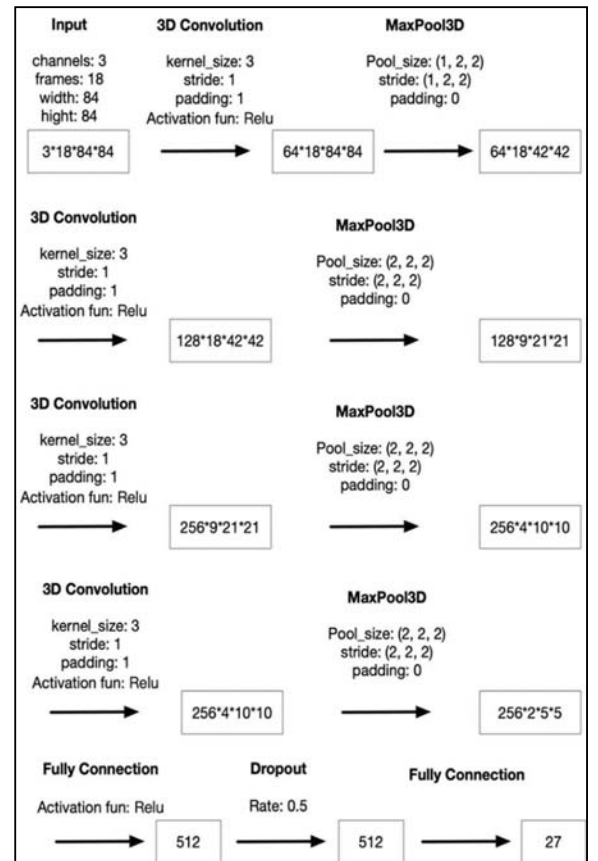 Input
3D Convolution
MaxPool3D
channels: 3
frames: 18
width: 84
hight: 84
kernel_size: 3
stride: 1
padding: 1
Activation fun: Relu
Pool_size: (1, 2, 2)
stride: (1, 2, 2)
padding: 0
3*18*84*84
64*18*84*84
64*18*42*42
3D Convolution
MaxPool3D
kernel_size: 3
stride: 1
padding: 1
Activation fun: Relu
Pool_size: (2, 2, 2)
stride: (2, 2, 2)
padding: 0
128*18*42*42
128*9*21*21
3D Convolution
MaxPool3D
kernel_size: 3
stride: 1
padding: 1
Activation fun: Relu
Pool_size: (2, 2, 2)
stride: (2, 2, 2)
padding: 0
256*9*21*21
256*4*10*10
3D Convolution
MaxPool3D
kernel_size: 3
stride: 1
padding: 1
Activation fun: Relu
Pool_size: (2, 2, 2)
stride: (2, 2, 2)
padding: 0
256*4*10*10
256*2*5*5
Fully Connection
Dropout
Fully Connection
Activation fun: Relu
Rate: 0.5
512
512
27